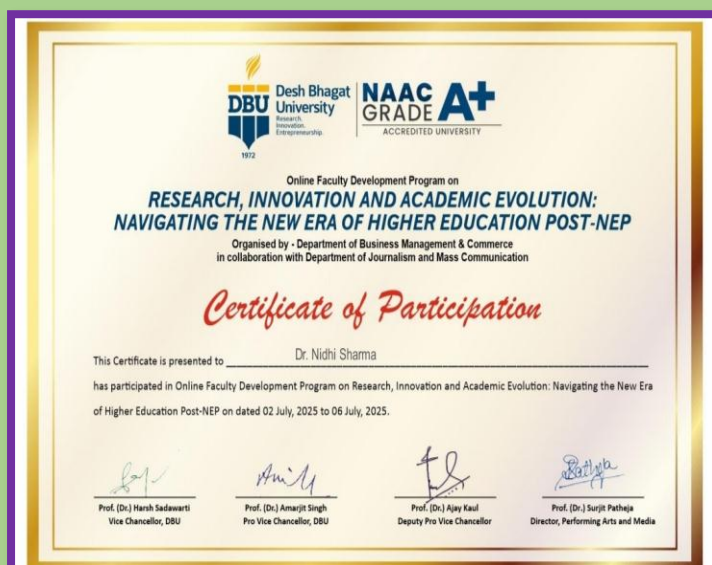 DBU
1972
Desh Bhagat
University
Research.
Innovation.
Entrepreneurship.
NAAC
GRADE A+
ACCREDITED UNIVERSITY
Online Faculty Development Program on
RESEARCH, INNOVATION AND ACADEMIC EVOLUTION:
NAVIGATING THE NEW ERA OF HIGHER EDUCATION POST-NEP
Organised by - Department of Business Management & Commerce
in collaboration with Department of Journalism and Mass Communication
Certificate of Participation
This Certificate is presented to Dr. Nidhi Sharma
has participated in Online Faculty Development Program on Research, Innovation and Academic Evolution: Navigating the New Era
of Higher Education Post-NEP on dated 02 July, 2025 to 06 July, 2025.
Prof. (Dr.) Harsh Sadawarti
Vice Chancellor, DBU
Prof. (Dr.) Amarjit Singh
Pro Vice Chancellor, DBU
Prof. (Dr.) Ajay Kaul
Deputy Pro Vice Chancellor
Prof. (Dr.) Surjit Patheja
Director, Performing Arts and Media